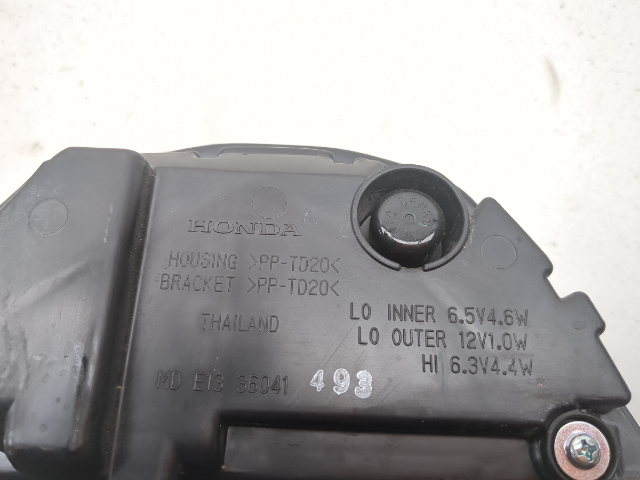 HONDA
HOUSING >PP-TD20<
BRACKET >PP-TD20<
THAILAND
LO INNER 6.5V4.6W
LO OUTER 12V1.0W
HI 6.3V4.4W
MD E13 36041 493